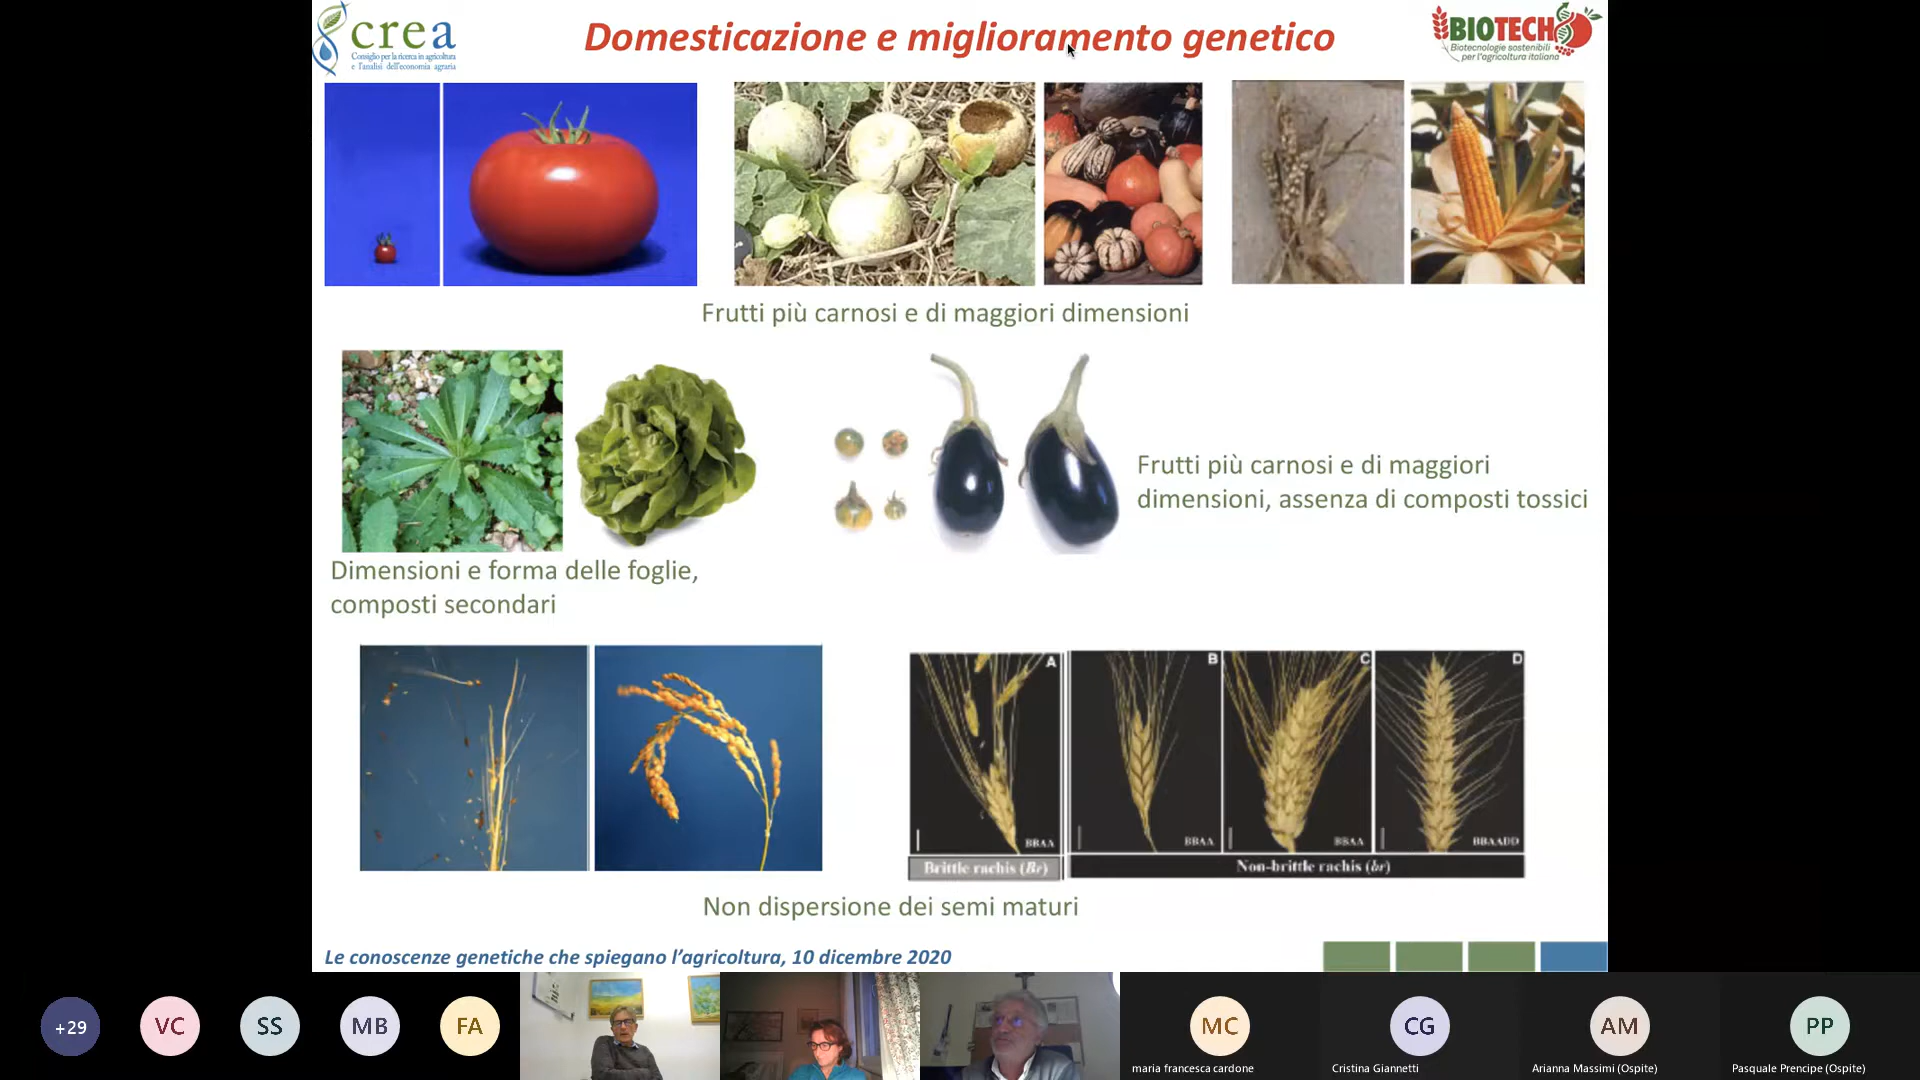 crea
Consiglio per la ricerca in agricoltura
e l'analisi dell'economia agraria
Domesticazione e miglioramento genetico
BIOTECH
Biotecnologie sostenibili
per l'agricoltura italiana
Frutti più carnosi e di maggiori dimensioni
Frutti più carnosi e di maggiori
dimensioni, assenza di composti tossici
Dimensioni e forma delle foglie,
composti secondari
A
B
C
D
BBAA
BBAA
BBAA
BBAADD
Brittle rachis (Br)
Non-brittle rachis (br)
Non dispersione dei semi maturi
Le conoscenze genetiche che spiegano l'agricoltura, 10 dicembre 2020
+29
VC
SS
MB
FA
MC
CG
AM
PP
maria francesca cardone
Cristina Giannetti
Arianna Massimi (Ospite)
Pasquale Prencipe (Ospite)